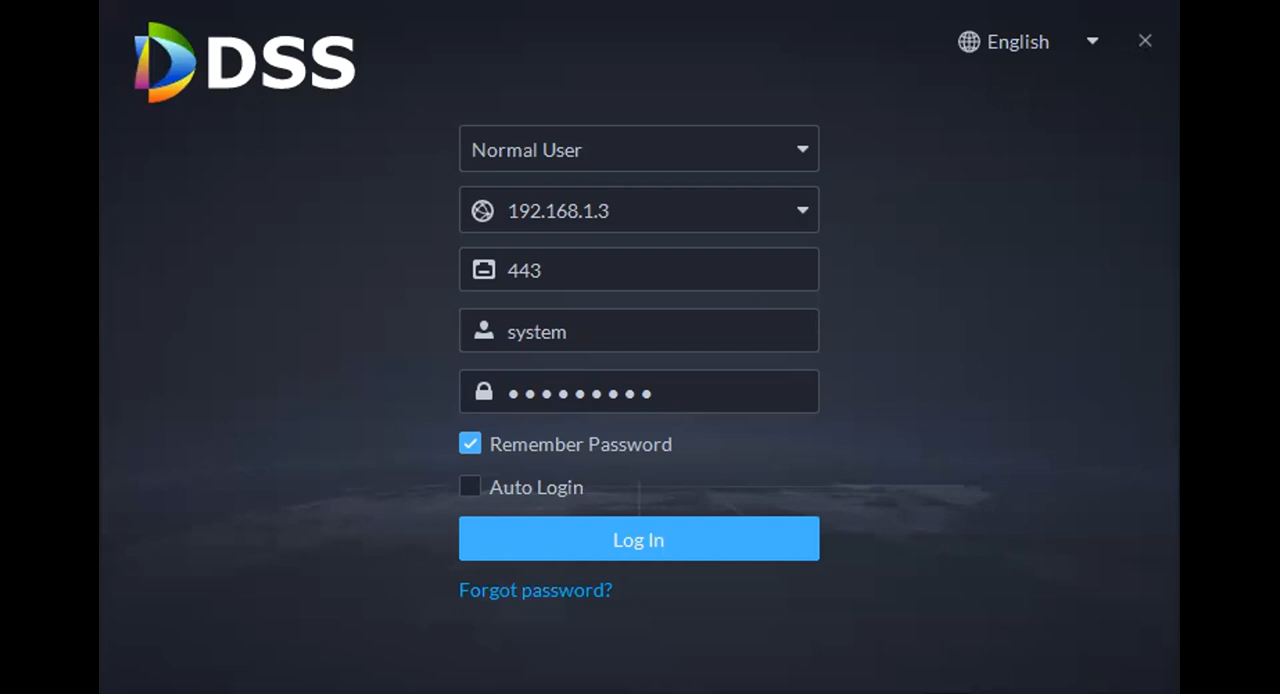 DSS
English
Normal User
192.168.1.3
443
system
Remember Password
Auto Login
Log In
Forgot password?